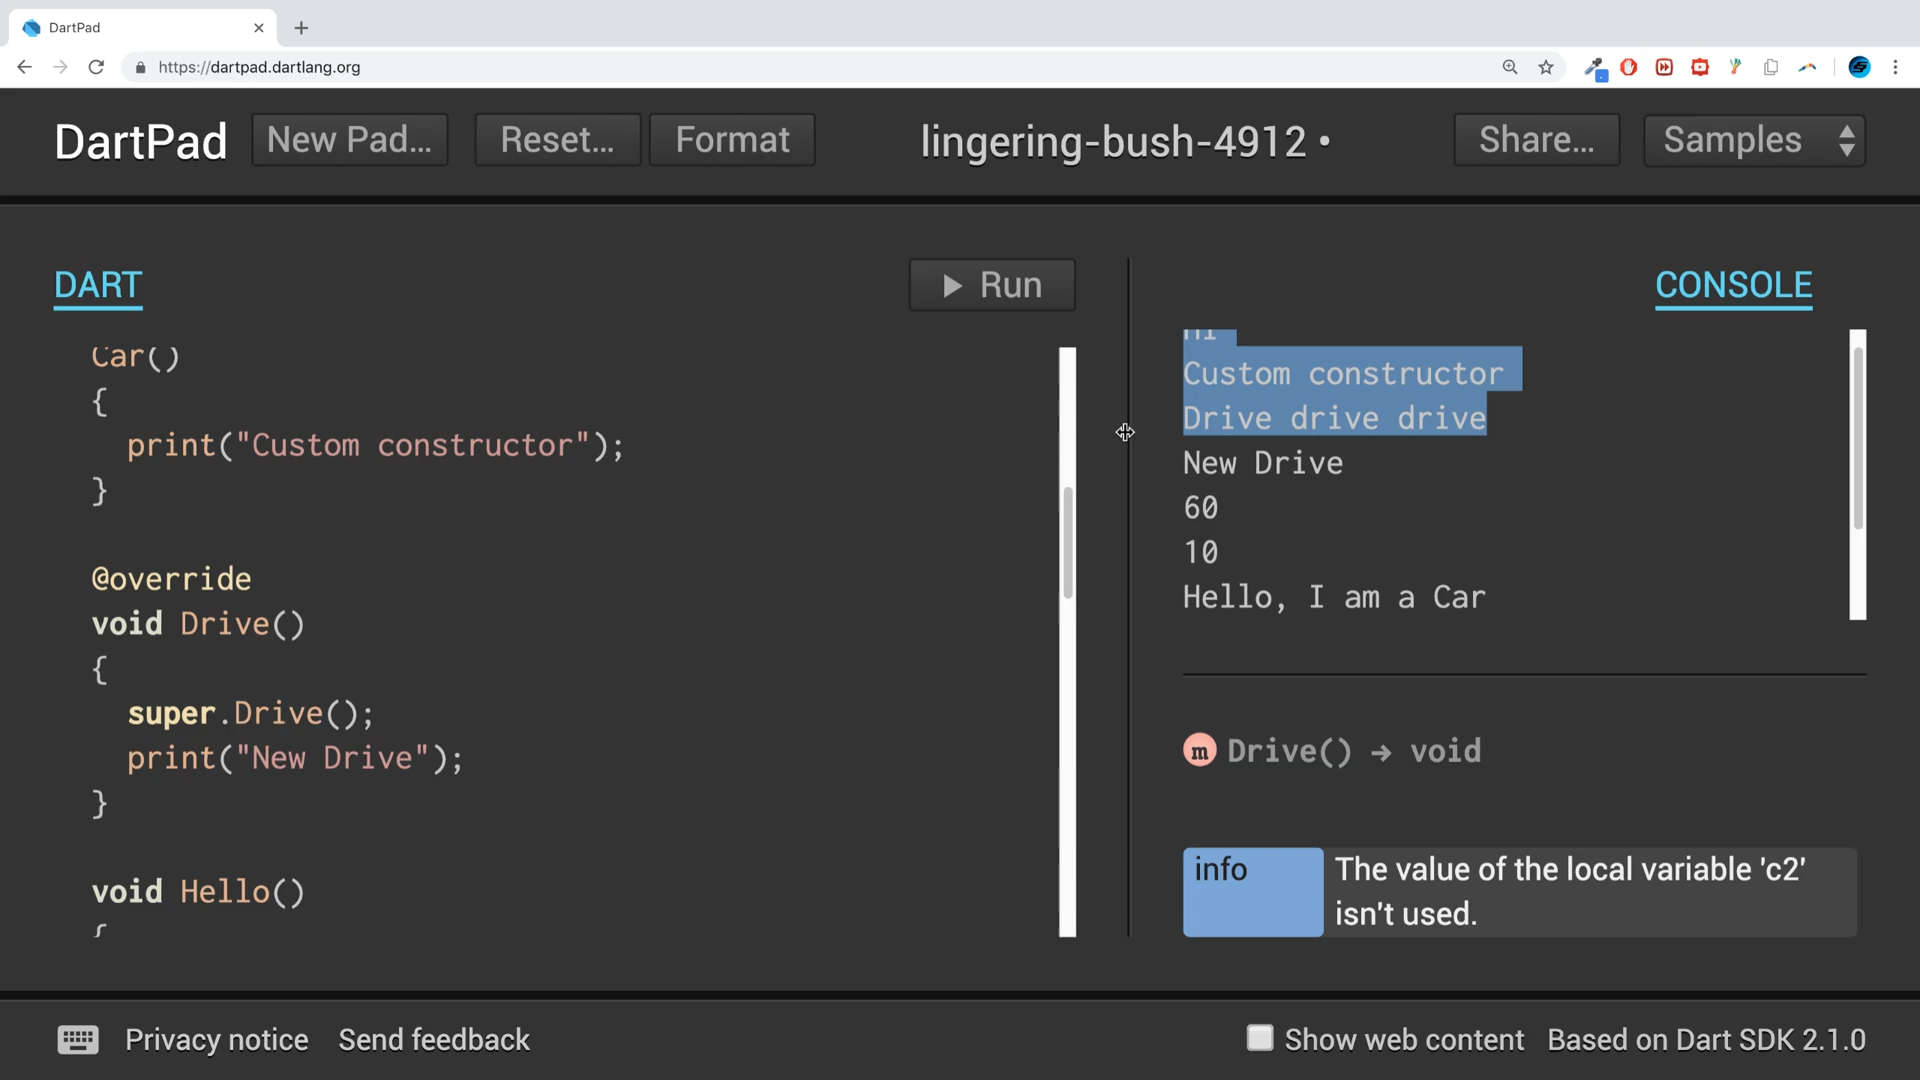 DartPad
https://dartpad.dartlang.org
DartPad
New Pad...
Reset...
Format
lingering-bush-4912 •
Share...
Samples
DART
Run
CONSOLE
Car()
{
print("Custom constructor");
}
@override
void Drive()
{
super.Drive();
print("New Drive");
}
void Hello()
{
Hi
Custom constructor
Drive drive drive
New Drive
60
10
Hello, I am a Car
m Drive() → void
info
The value of the local variable 'c2'
isn't used.
Privacy notice
Send feedback
Show web content
Based on Dart SDK 2.1.0